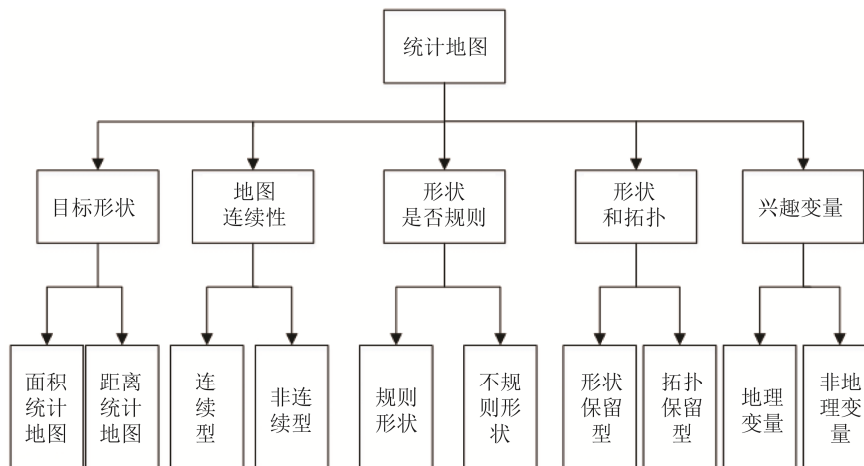 统计地图
目标形状
地图
连续性
形状
是否规则
形状
和拓扑
兴趣变量
面积
统计
地图
距离
统计
地图
连
续
型
非连
续型
规则
形状
不规
则形
状
形状
保留
型
拓扑
保留
型
地理
变量
非地
理变
量